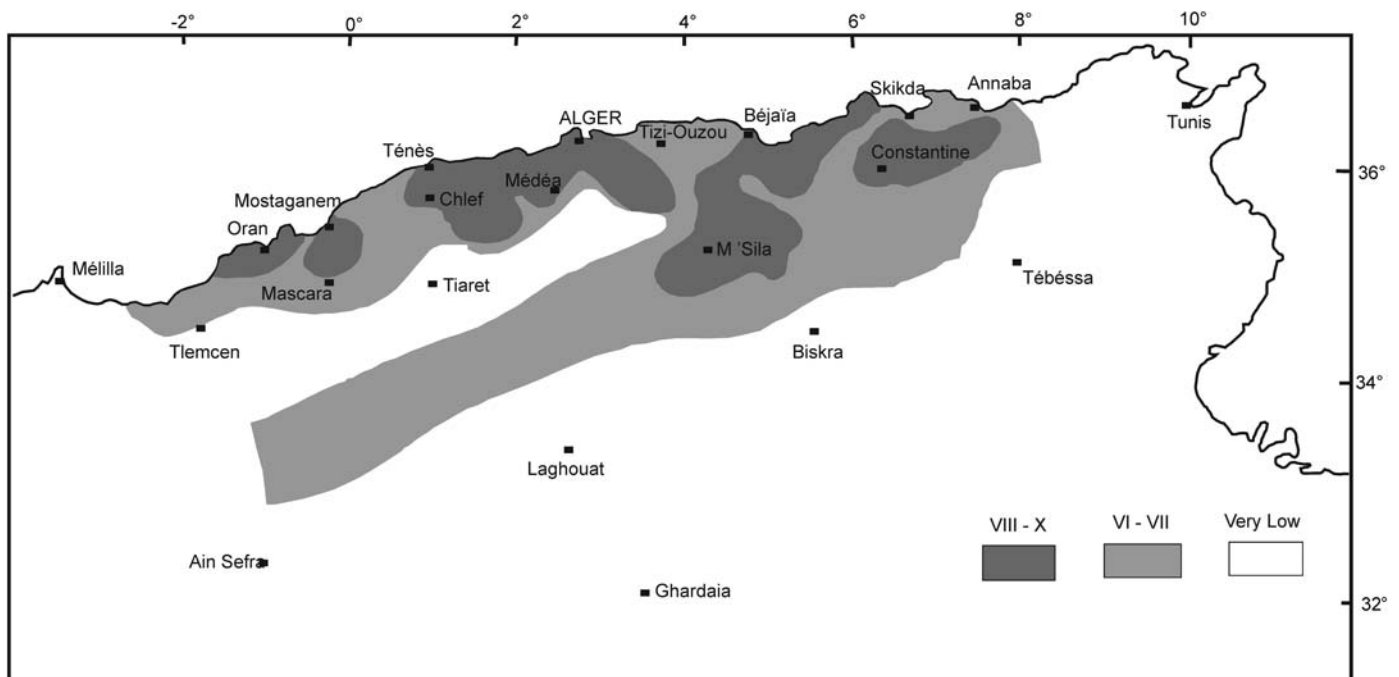 -2° 0° 2° 4° 6° 8° 10°
Skikda
Annaba
ALGER
Béjaïa
Tunis
Tizi-Ouzou
Ténès
Constantine
36°
Médéa
Chlef
Mostaganem
Oran
M 'Sila
Mélilla
Tébéssa
Mascara
Tiaret
Tlemcen
Biskra
34°
Laghouat
VIII - X VI - VII Very Low
Ain Sefra
Ghardaia
32°